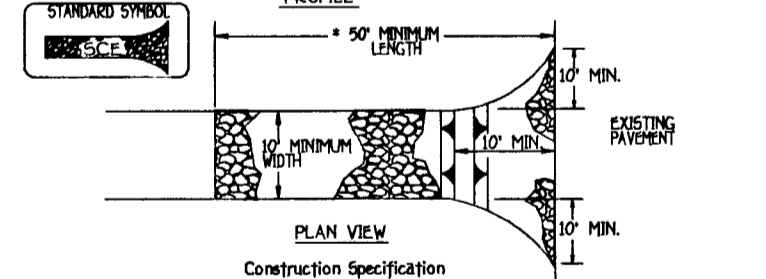 PROFILE
STANDARD SYMBOL
SCE
* 50' MINIMUM
LENGTH
10' MIN.
10' MINIMUM
WIDTH
10' MIN.
EXISTING
PAVEMENT
10' MIN.
PLAN VIEW
Construction Specification